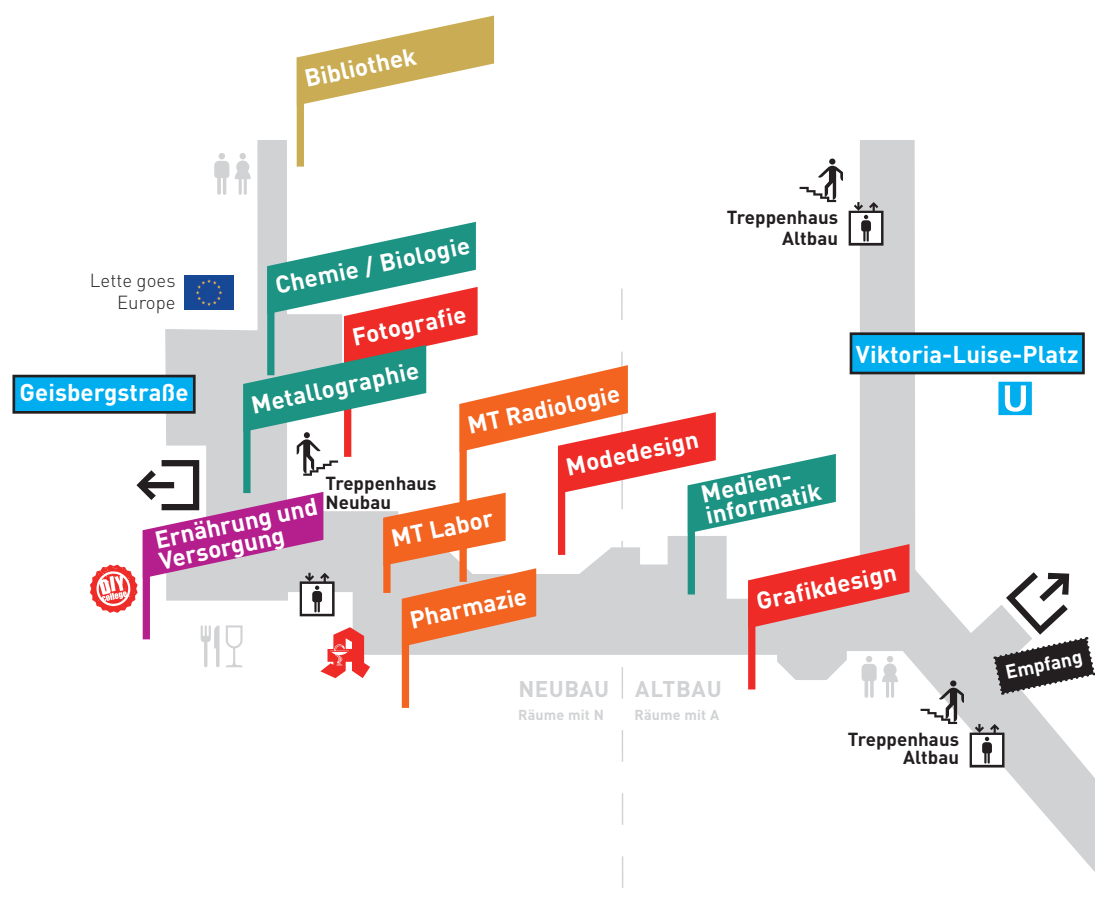 Bibliothek
Treppenhaus
Altbau
Chemie / Biologie
Lette goes
Europe
Fotografie
Viktoria-Luise-Platz
U
Geisbergstraße
Metallographie
MT Radiologie
Modedesign
Treppenhaus
Neubau
Medien-
informatik
Ernährung und
Versorgung
MT Labor
DIY
College
Pharmazie
Grafikdesign
Empfang
NEUBAU
Räume mit N
ALTBAU
Räume mit A
Treppenhaus
Altbau